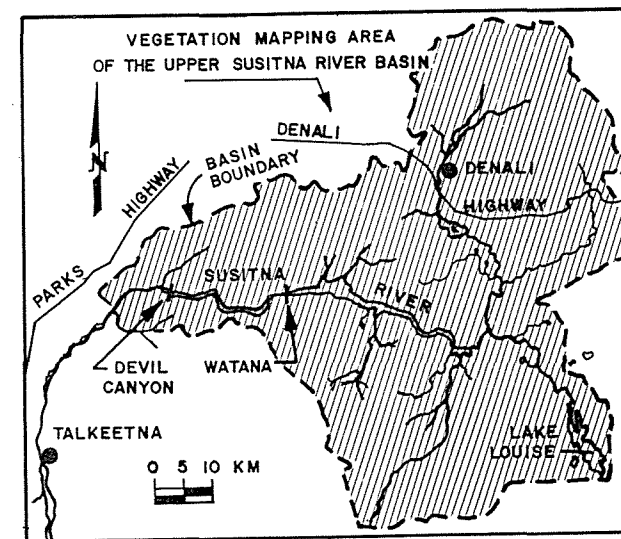 VEGETATION MAPPING AREA
OF THE UPPER SUSITNA RIVER BASIN
DENALI
HIGHWAY
BASIN
BOUNDARY
N
PARKS
HIGHWAY
DENALI
SUSITNA
RIVER
DEVIL
CANYON
WATANA
LAKE
LOUISE
TALKEETNA
0 5 10 KM